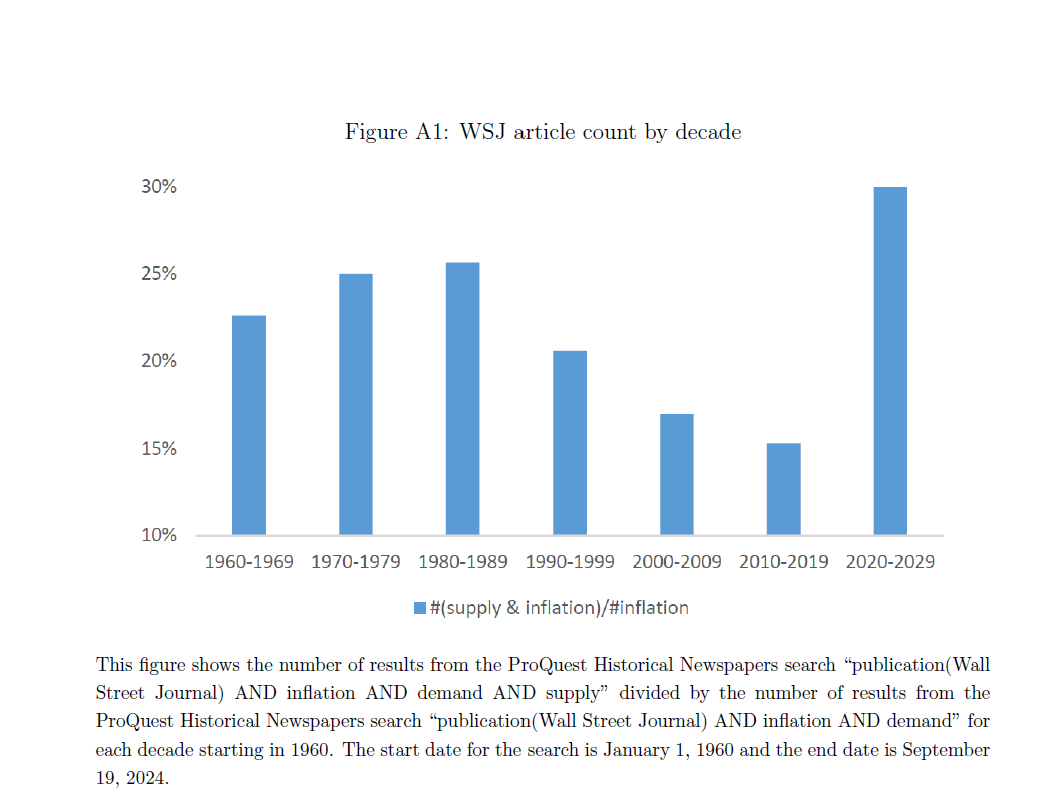 Figure A1: WSJ article count by decade
30%
25%
20%
15%
10%
1960-1969 1970-1979 1980-1989 1990-1999 2000-2009 2010-2019 2020-2029
#(supply & inflation)/#inflation
This figure shows the number of results from the ProQuest Historical Newspapers search “publication(Wall
Street Journal) AND inflation AND demand AND supply” divided by the number of results from the
ProQuest Historical Newspapers search “publication(Wall Street Journal) AND inflation AND demand” for
each decade starting in 1960. The start date for the search is January 1, 1960 and the end date is September
19, 2024.